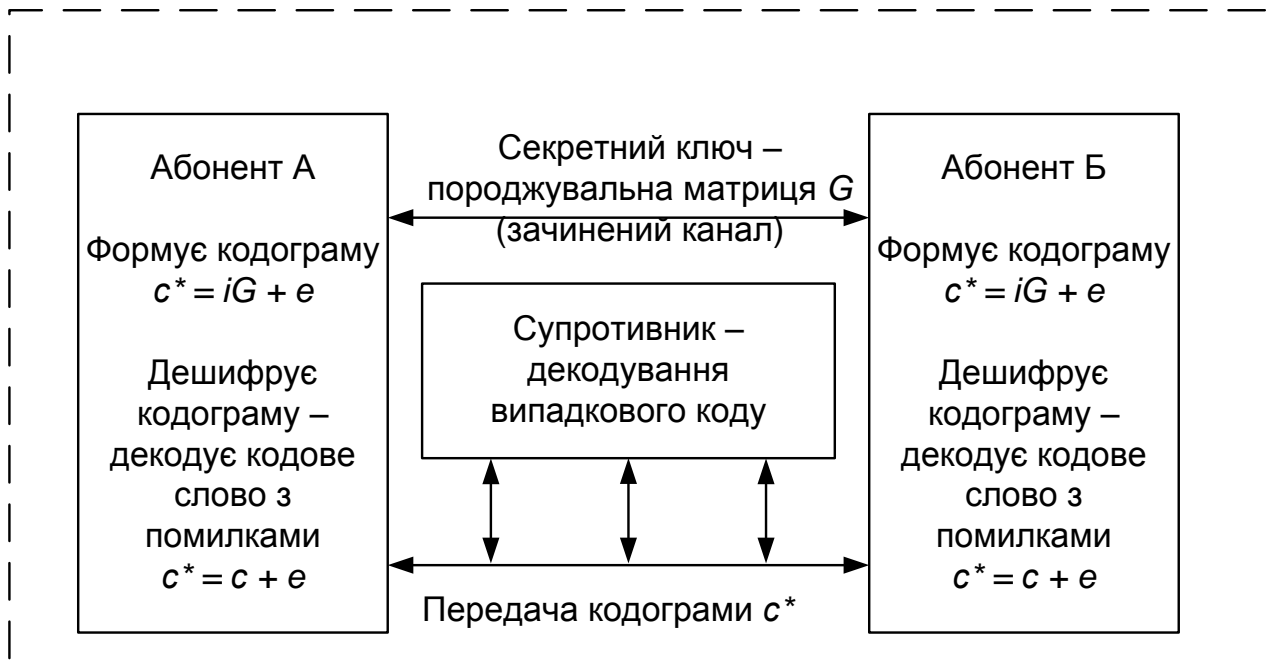 Абонент А
Формує кодограму
c* = iG + e
Дешифрує
кодограму –
декодує кодове
слово з
помилками
c* = c + e
Секретний ключ –
породжувальна матриця G
(зачинений канал)
Супротивник –
декодування
випадкового коду
Передача кодограми c*
Абонент Б
Формує кодограму
c* = iG + e
Дешифрує
кодограму –
декодує кодове
слово з
помилками
c* = c + e